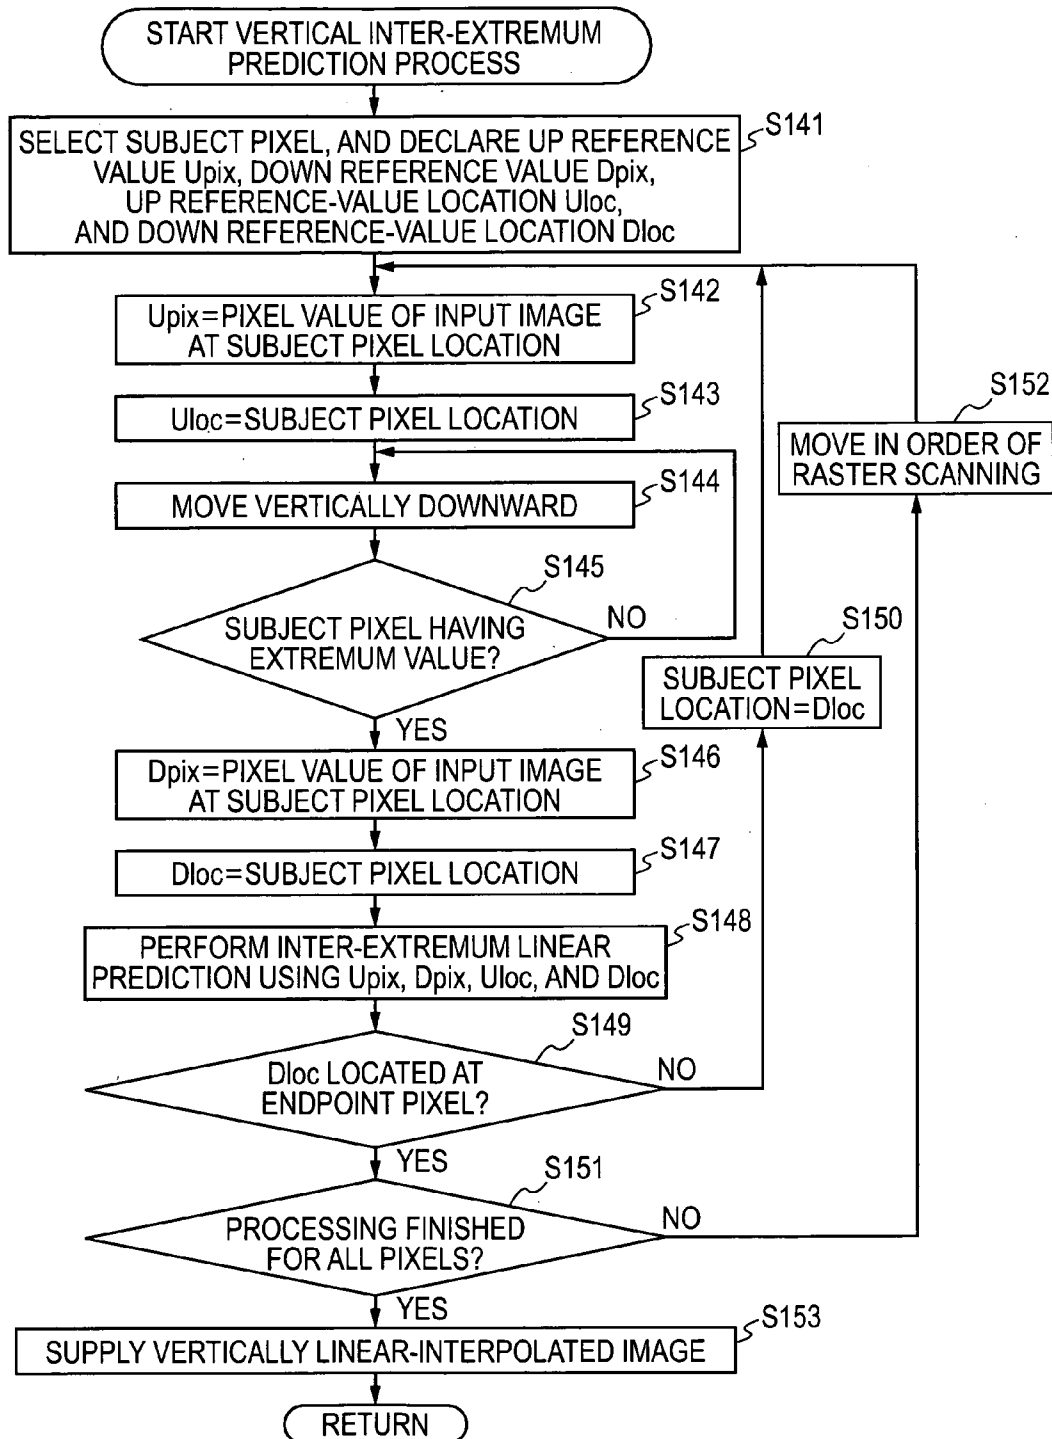 START VERTICAL INTER-EXTREMUM
PREDICTION PROCESS
S141
SELECT SUBJECT PIXEL, AND DECLARE UP REFERENCE
VALUE Upix, DOWN REFERENCE VALUE Dpix,
UP REFERENCE-VALUE LOCATION Uloc,
AND DOWN REFERENCE-VALUE LOCATION Dloc
S142
Upix=PIXEL VALUE OF INPUT IMAGE
AT SUBJECT PIXEL LOCATION
S143
Uloc=SUBJECT PIXEL LOCATION
S152
MOVE IN ORDER OF
RASTER SCANNING
S144
MOVE VERTICALLY DOWNWARD
S145
SUBJECT PIXEL HAVING
EXTREMUM VALUE?
NO
YES
S150
SUBJECT PIXEL
LOCATION=Dloc
S146
Dpix=PIXEL VALUE OF INPUT IMAGE
AT SUBJECT PIXEL LOCATION
S147
Dloc=SUBJECT PIXEL LOCATION
S148
PERFORM INTER-EXTREMUM LINEAR
PREDICTION USING Upix, Dpix, Uloc, AND Dloc
S149
Dloc LOCATED AT
ENDPOINT PIXEL?
NO
YES
S151
PROCESSING FINISHED
FOR ALL PIXELS?
NO
YES
S153
SUPPLY VERTICALLY LINEAR-INTERPOLATED IMAGE
RETURN